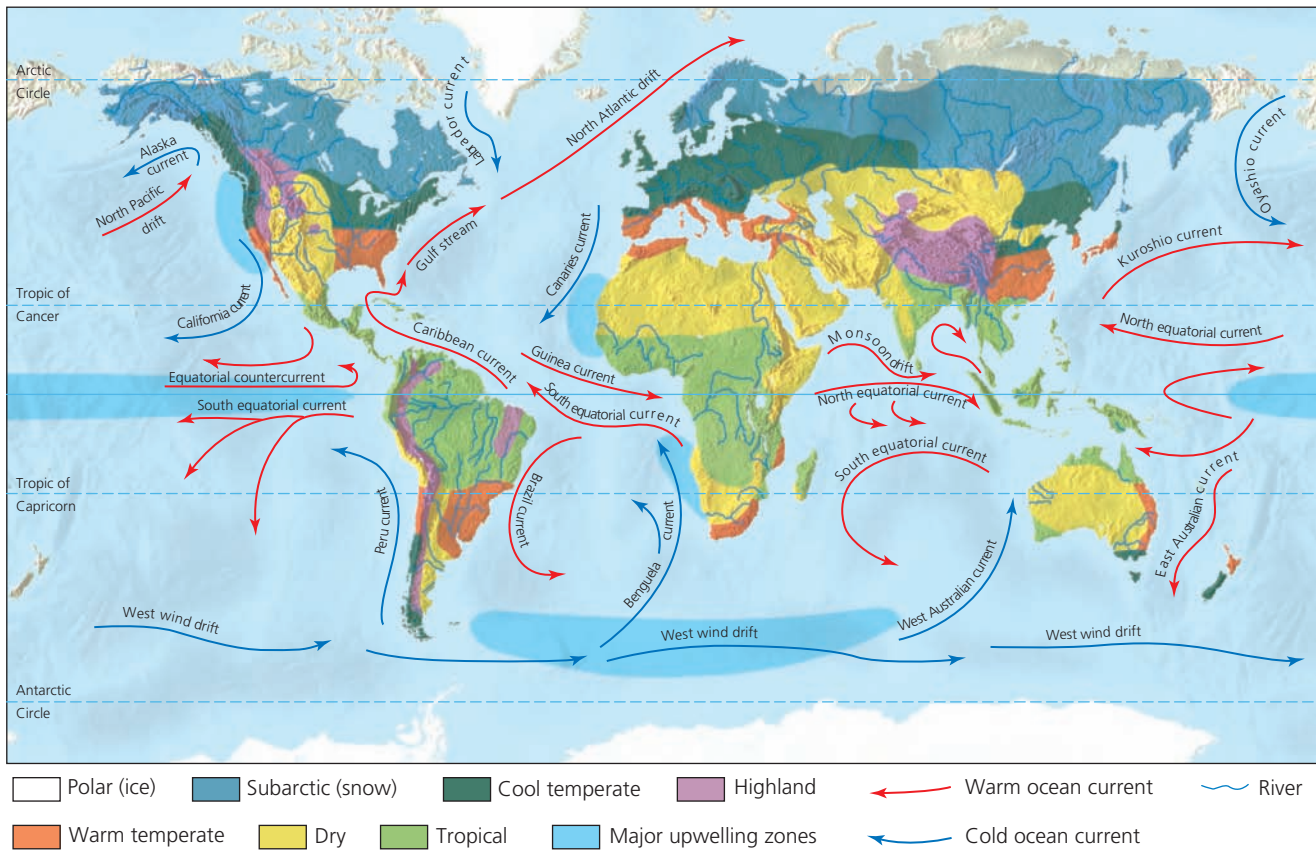 Arctic
Circle
Alaska
current
North Pacific
drift
Labrador current
North Atlantic drift
Oyashio current
Gulf stream
Canaries current
Kuroshio current
Tropic of
Cancer
California current
Caribbean current
Guinea current
Monsoon drift
North equatorial current
Equatorial countercurrent
South equatorial current
South equatorial current
North equatorial current
South equatorial current
Tropic of
Capricorn
Peru current
Brazil current
Benguela
current
West Australian current
East Australian current
West wind drift
West wind drift
West wind drift
Antarctic
Circle
Polar (ice)
Subarctic (snow)
Cool temperate
Highland
Warm ocean current
River
Warm temperate
Dry
Tropical
Major upwelling zones
Cold ocean current